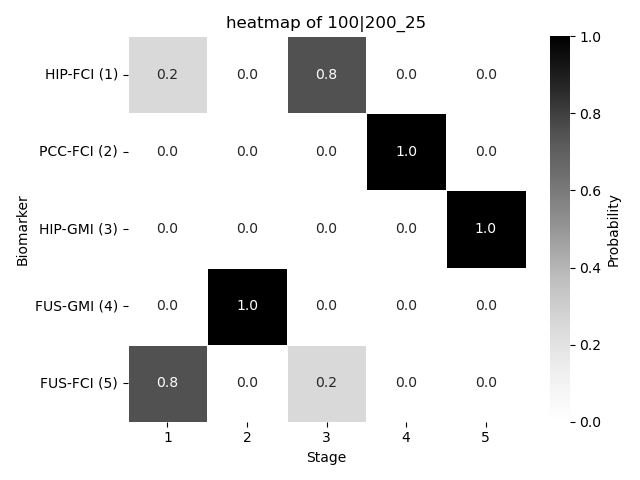 heatmap of 100|200_25
HIP-FCI (1) 0.2 0.0 0.8 0.0 0.0
PCC-FCI (2) 0.0 0.0 0.0 1.0 0.0
HIP-GMI (3) 0.0 0.0 0.0 0.0 1.0
FUS-GMI (4) 0.0 1.0 0.0 0.0 0.0
FUS-FCI (5) 0.8 0.0 0.2 0.0 0.0
1 2 3 4 5
Stage
Biomarker
1.0
0.8
0.6
0.4
0.2
0.0
Probability